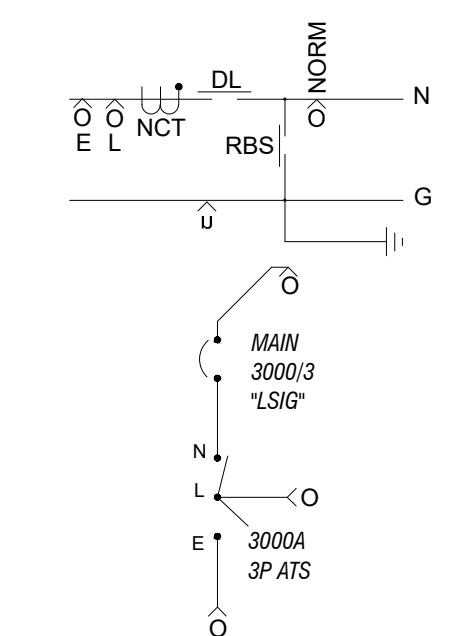 NORM
DL
N
O
O
O
E
L
NCT
RBS
G
U
O
MAIN
3000/3
"LSIG"
N
L
O
E
3000A
3P ATS
O